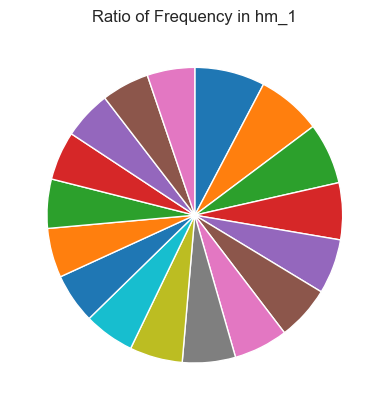 Ratio of Frequency in hm_1